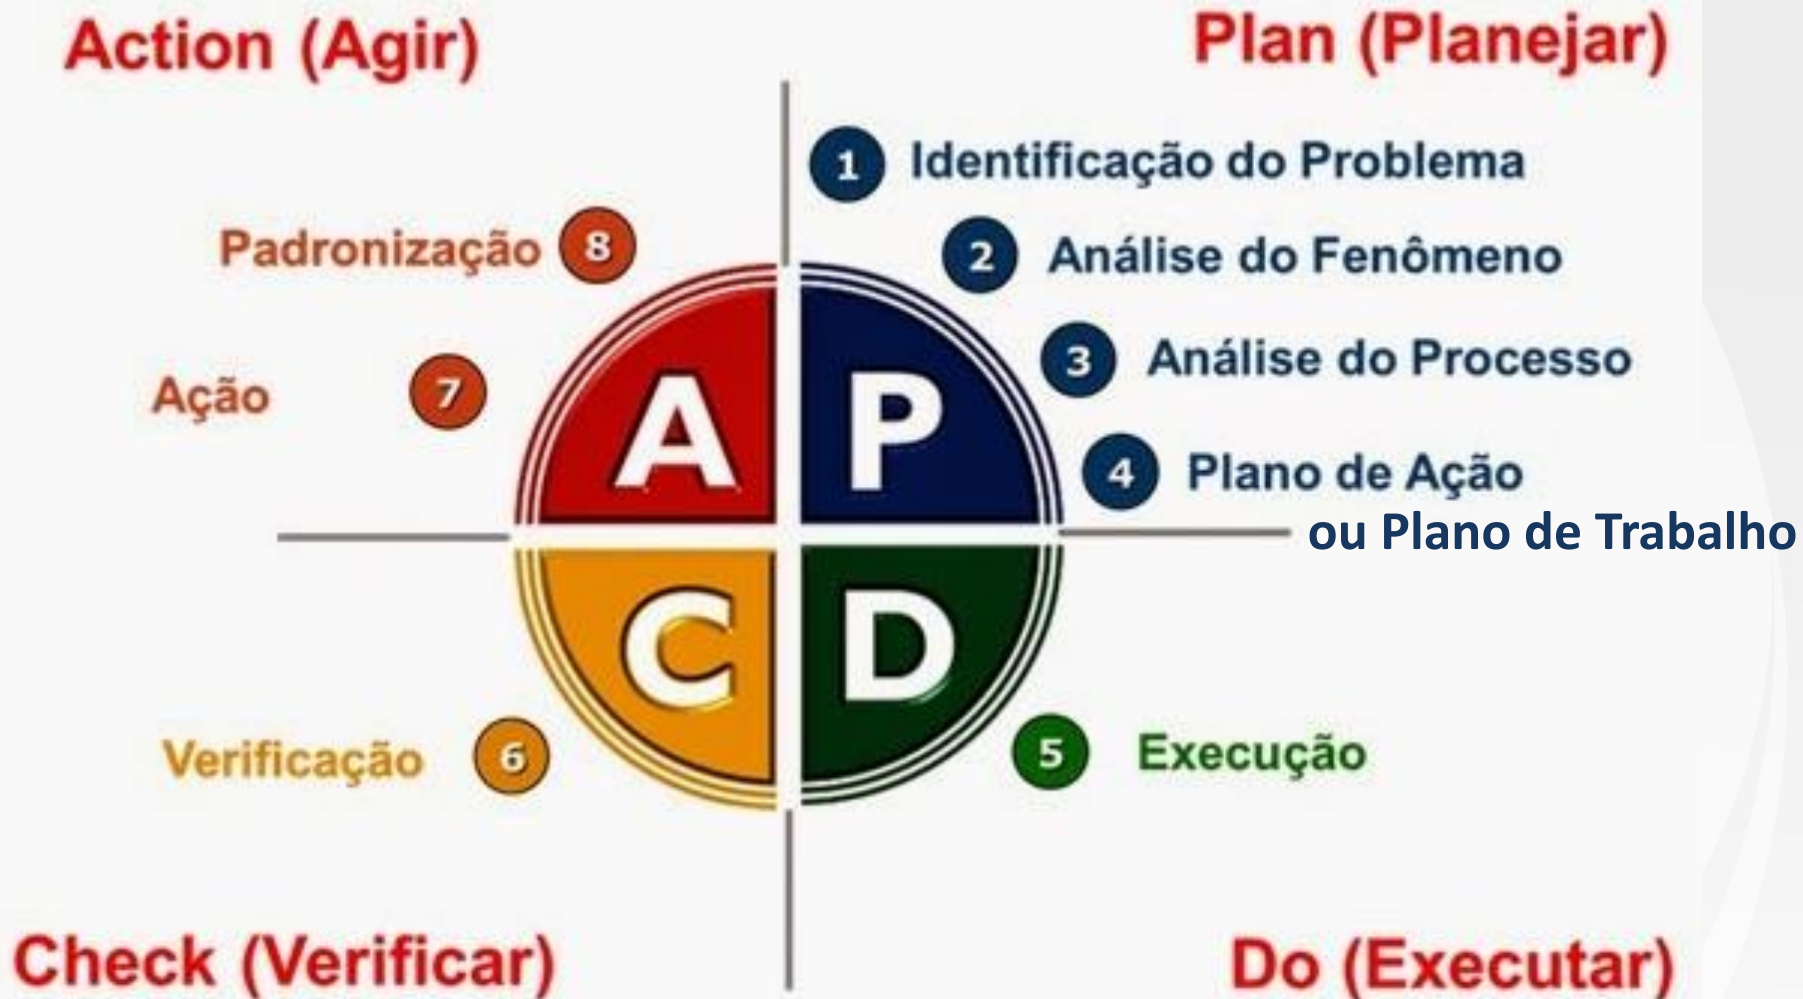 Action (Agir)
Plan (Planejar)
1 Identificação do Problema
2 Análise do Fenômeno
3 Análise do Processo
4 Plano de Ação
ou Plano de Trabalho
Padronização 8
Ação 7
A P
C D
Verificação 6
5 Execução
Check (Verificar)
Do (Executar)